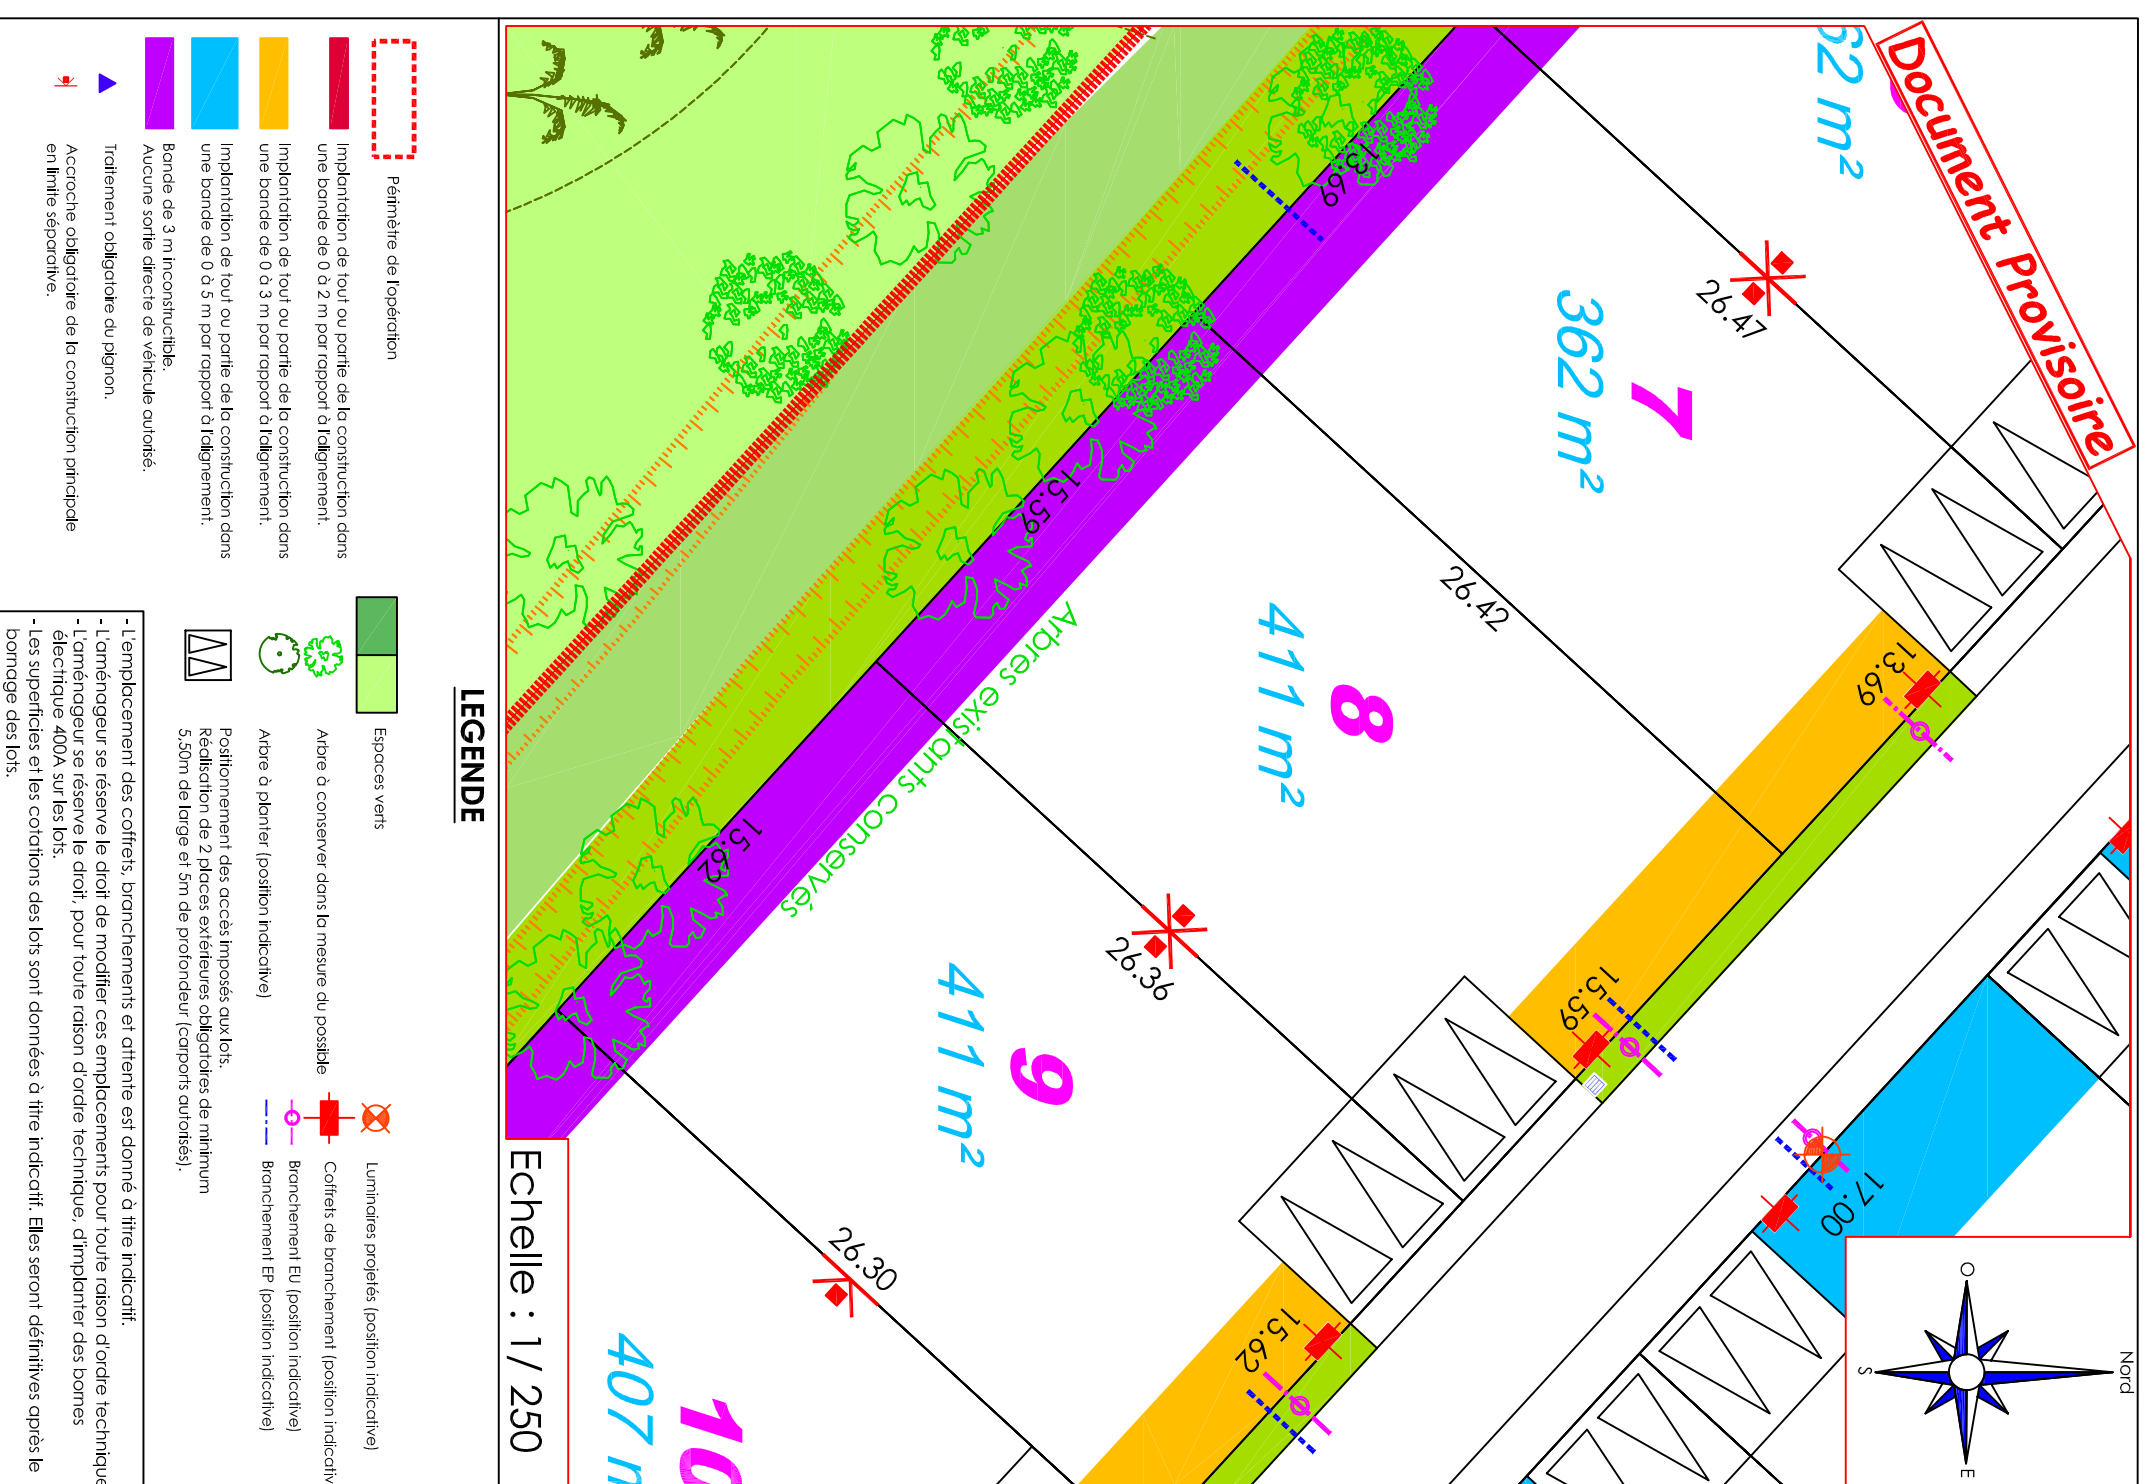 Document Provisoire
62 m²
26.47
7
362 m²
13.69
26.42
13.69
8
411 m²
15.59
15.59
Arbres existants conservés
26.36
9
411 m²
15.62
15.62
26.30
10
407 m
17.00
Nord
O
S
E
Echelle : 1/ 250
LEGENDE
Périmètre de l'opération
Implantation de tout ou partie de la construction dans
une bande de 0 à 2 m par rapport à l'alignement.
Implantation de tout ou partie de la construction dans
une bande de 0 à 3 m par rapport à l'alignement.
Implantation de tout ou partie de la construction dans
une bande de 0 à 5 m par rapport à l'alignement.
Bande de 3 m inconstructible.
Aucune sortie directe de véhicule autorisé.
Traitement obligatoire du pignon.
Accroche obligatoire de la construction principale
en limite séparative.
Espaces verts
Arbre à conserver dans la mesure du possible
Arbre à planter (position indicative)
Positionnement des accès imposés aux lots.
Réalisation de 2 places extérieures obligatoires de minimum
5,50m de large et 5m de profondeur (carports autorisés).
Luminaires projetés (position indicative)
Coffrets de branchement (position indicativ
Branchement EU (position indicative)
Branchement EP (position indicative)
- L'emplacement des coffrets, branchements et attente est donné à titre indicatif.
- L'aménageur se réserve le droit de modifier ces emplacements pour toute raison d'ordre technique
- L'aménageur se réserve le droit, pour toute raison d'ordre technique, d'implanter des bornes
électrique 400A sur les lots.
- Les superficies et les cotations des lots sont données à titre indicatif. Elles seront définitives après le
bornage des lots.